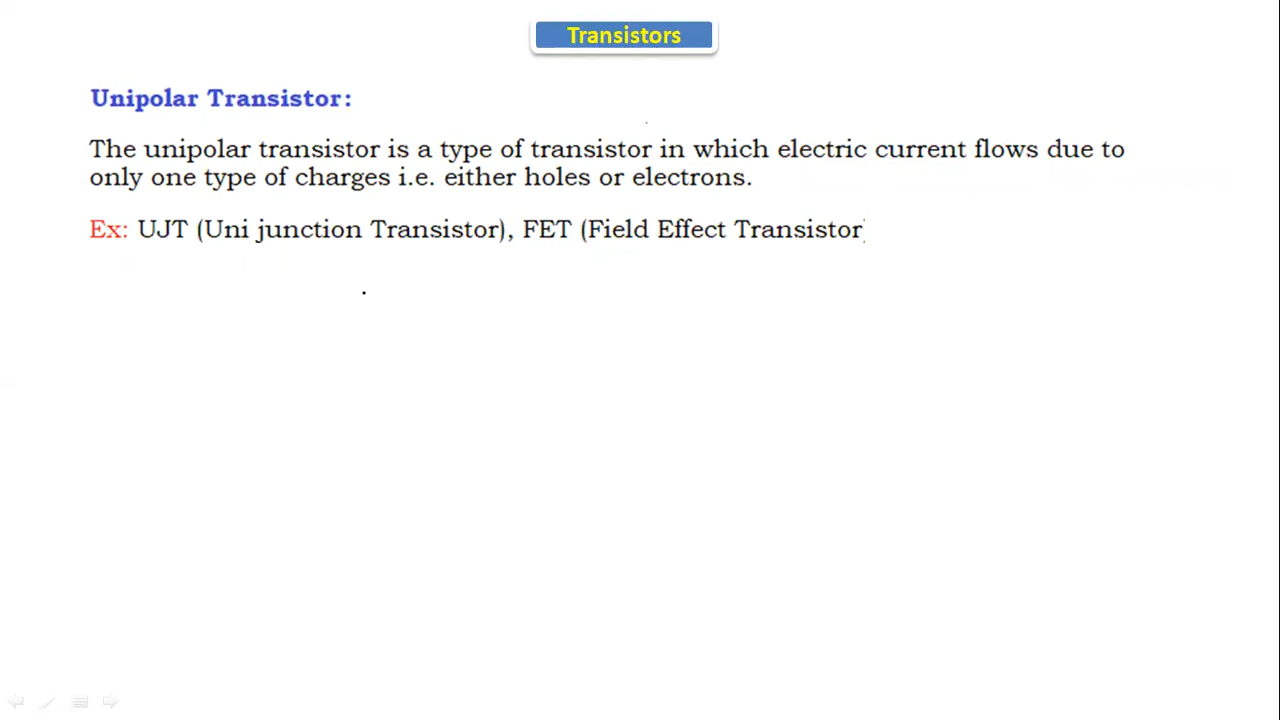 Transistors
Unipolar Transistor:
The unipolar transistor is a type of transistor in which electric current flows due to
only one type of charges i.e. either holes or electrons.
Ex: UJT (Uni junction Transistor), FET (Field Effect Transistor)